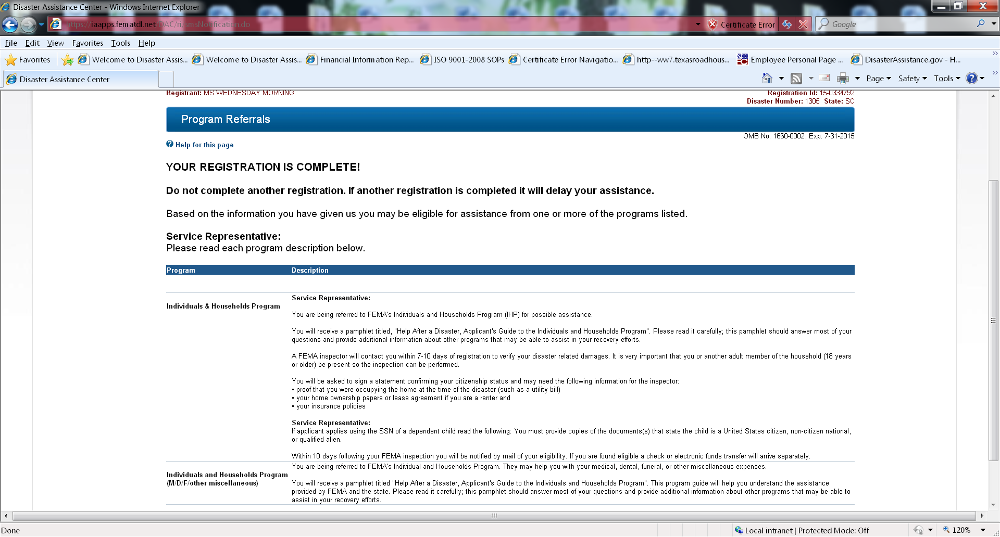 Disaster Assistance Center - Windows Internet Explorer
https://iaapps.fematdl.net/DAC/ri/smsNotification.do
Certificate Error
Google
File Edit View Favorites Tools Help
Favorites
Welcome to Disaster Assis...
Welcome to Disaster Assis...
Financial Information Rep...
ISO 9001-2008 SOPs
Certificate Error Navigatio...
http--ww7.texasroadhous...
Employee Personal Page ...
DisasterAssistance.gov - H...
Disaster Assistance Center
Page Safety Tools
Registrant: MS WEDNESDAY MORNING
Registration Id: 15-0334792
Disaster Number: 1305 State: SC
Program Referrals
OMB No. 1660-0002, Exp. 7-31-2015
Help for this page
YOUR REGISTRATION IS COMPLETE!
Do not complete another registration. If another registration is completed it will delay your assistance.
Based on the information you have given us you may be eligible for assistance from one or more of the programs listed.
Service Representative:
Please read each program description below.
Program Description
Individuals & Households Program
Service Representative:
You are being referred to FEMA's Individuals and Households Program (IHP) for possible assistance.
You will receive a pamphlet titled, "Help After a Disaster, Applicant's Guide to the Individuals and Households Program". Please read it carefully; this pamphlet should answer most of your
questions and provide additional information about other programs that may be able to assist in your recovery efforts.
A FEMA inspector will contact you within 7-10 days of registration to verify your disaster related damages. It is very important that you or another adult member of the household (18 years
or older) be present so the inspection can be performed.
You will be asked to sign a statement confirming your citizenship status and may need the following information for the inspector:
• proof that you were occupying the home at the time of the disaster (such as a utility bill)
• your home ownership papers or lease agreement if you are a renter and
• your insurance policies
Service Representative:
If applicant applies using the SSN of a dependent child read the following: You must provide copies of the documents(s) that state the child is a United States citizen, non-citizen national,
or qualified alien.
Within 10 days following your FEMA inspection you will be notified by mail of your eligibility. If you are found eligible a check or electronic funds transfer will arrive separately.
Individuals and Households Program
(M/D/F/other miscellaneous)
You are being referred to FEMA's Individual and Households Program. They may help you with your medical, dental, funeral, or other miscellaneous expenses.
You will receive a pamphlet titled "Help After a Disaster, Applicant's Guide to the Individuals and Households Program". This program guide will help you understand the assistance
provided by FEMA and the state. Please read it carefully; this pamphlet should answer most of your questions and provide additional information about other programs that may be able to
assist in your recovery efforts.
Done
Local intranet | Protected Mode: Off
120%